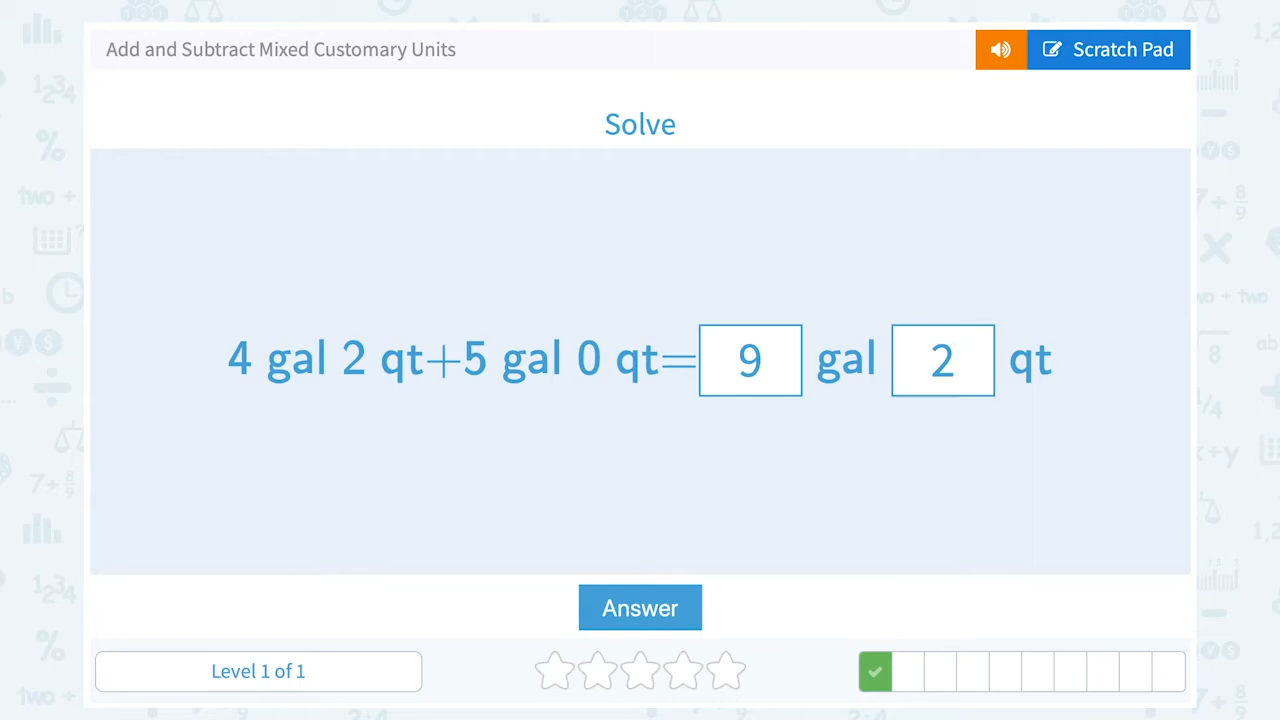 Add and Subtract Mixed Customary Units
Scratch Pad
Solve
4 gal 2 qt+5 gal 0 qt= 9 gal 2 qt
Answer
Level 1 of 1